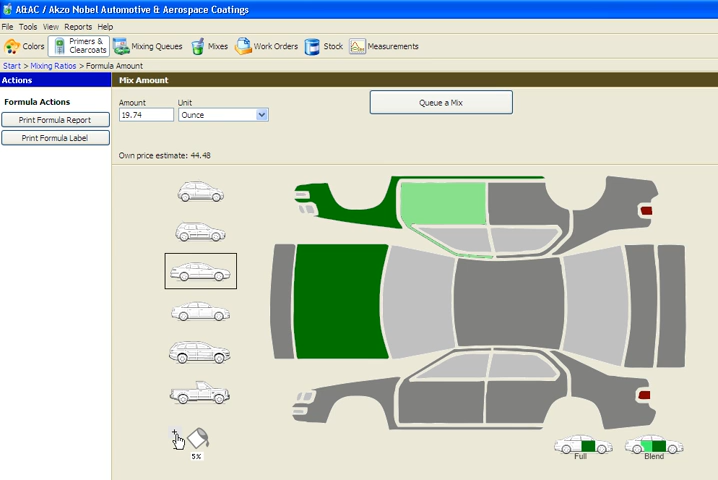 A&AC / Akzo Nobel Automotive & Aerospace Coatings
File Tools View Reports Help
Colors Primers & Clearcoats Mixing Queues Mixes Work Orders Stock Measurements
Start > Mixing Ratios > Formula Amount
Actions
Mix Amount
Formula Actions
Print Formula Report
Print Formula Label
Amount Unit
19.74 Ounce
Queue a Mix
Own price estimate: 44.48
5%
Full Blend